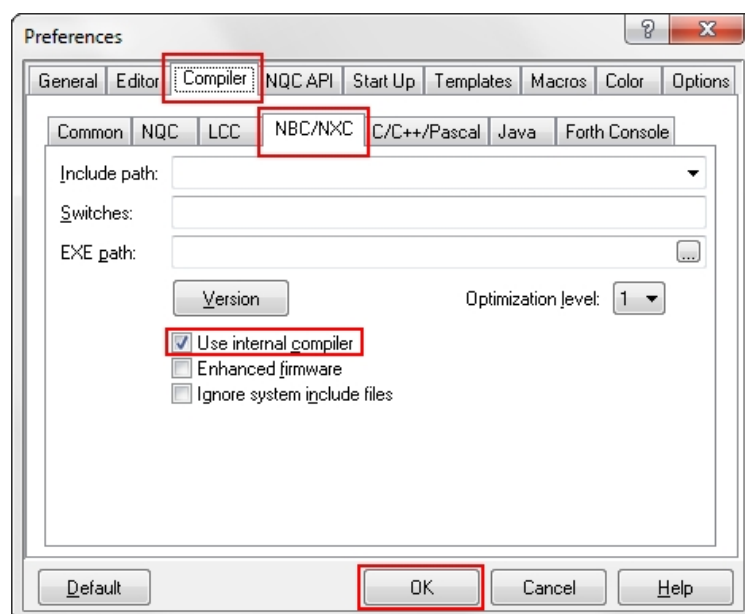 Preferences
General Editor Compiler NQC API Start Up Templates Macros Color Options
Common NQC LCC NBC/NXC C/C++/Pascal Java Forth Console
Include path:
Switches:
EXE path: ...
Version Optimization level: 1
Use internal compiler
Enhanced firmware
Ignore system include files
Default OK Cancel Help